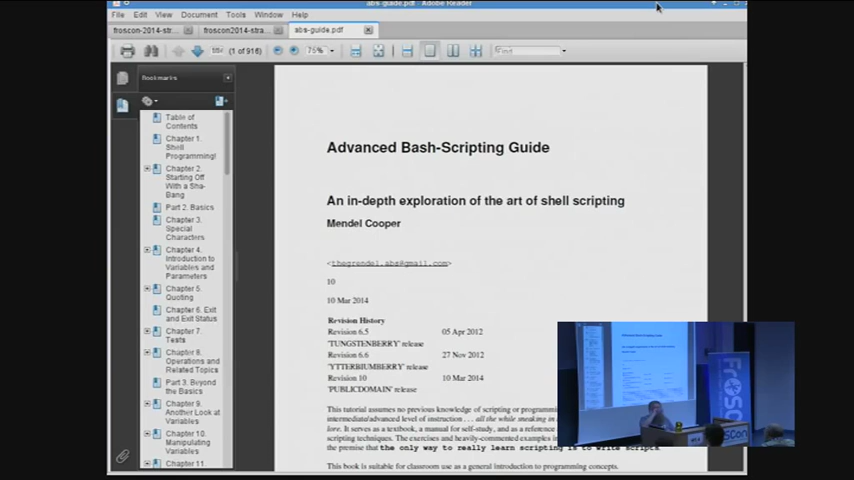 abs-guide.pdf - Adobe Reader
File Edit View Document Tools Window Help
froscon-2014-str...
froscon2014-stra...
abs-guide.pdf
(1 of 916)
75%
Find
Bookmarks
Table of
Contents
Chapter 1.
Shell
Programming!
Chapter 2.
Starting Off
With a Sha-
Bang
Part 2. Basics
Chapter 3.
Special
Characters
Chapter 4.
Introduction to
Variables and
Parameters
Chapter 5.
Quoting
Chapter 6. Exit
and Exit Status
Chapter 7.
Tests
Chapter 8.
Operations and
Related Topics
Part 3. Beyond
the Basics
Chapter 9.
Another Look at
Variables
Chapter 10.
Manipulating
Variables
Chapter 11.
Advanced Bash-Scripting Guide
An in-depth exploration of the art of shell scripting
Mendel Cooper
<thegrendel.abs@gmail.com>
10
10 Mar 2014
Revision History
Revision 6.5 05 Apr 2012
'TUNGSTENBERRY' release
Revision 6.6 27 Nov 2012
'YTTERBIUMBERRY' release
Revision 10 10 Mar 2014
'PUBLICDOMAIN' release
This tutorial assumes no previous knowledge of scripting or
intermediate/advanced level of instruction . . . all the while sneaking in
lore. It serves as a textbook, a manual for self-study, and as a reference
scripting techniques. The exercises and heavily-commented examples
the premise that the only way to really learn scripting is to write scripts.
This book is suitable for classroom use as a general introduction to programming concepts.